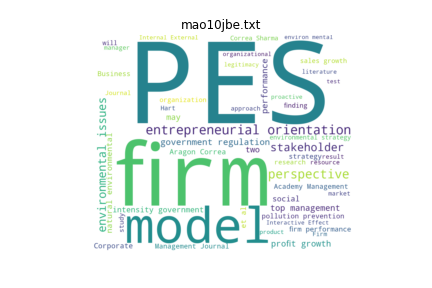 mao10jbe.txt
Internal External
Correa Sharma
environ mental
will
manager
organizational
sales growth
legitimacy
literature
Business
performance
test
PES
Journal
organization
proactive
Hart
approach
finding
may
entrepreneurial orientation
environmental strategy
government regulation
stakeholder
environmental issues
natural environmental
Aragon Correa
two
strategy
result
firm
research
resource
perspective
Academy Management
market
social
intensity government
et al
top management
model
pollution prevention
study
Interactive Effect
firm performance
product
Firm
Corporate
Management Journal
profit growth